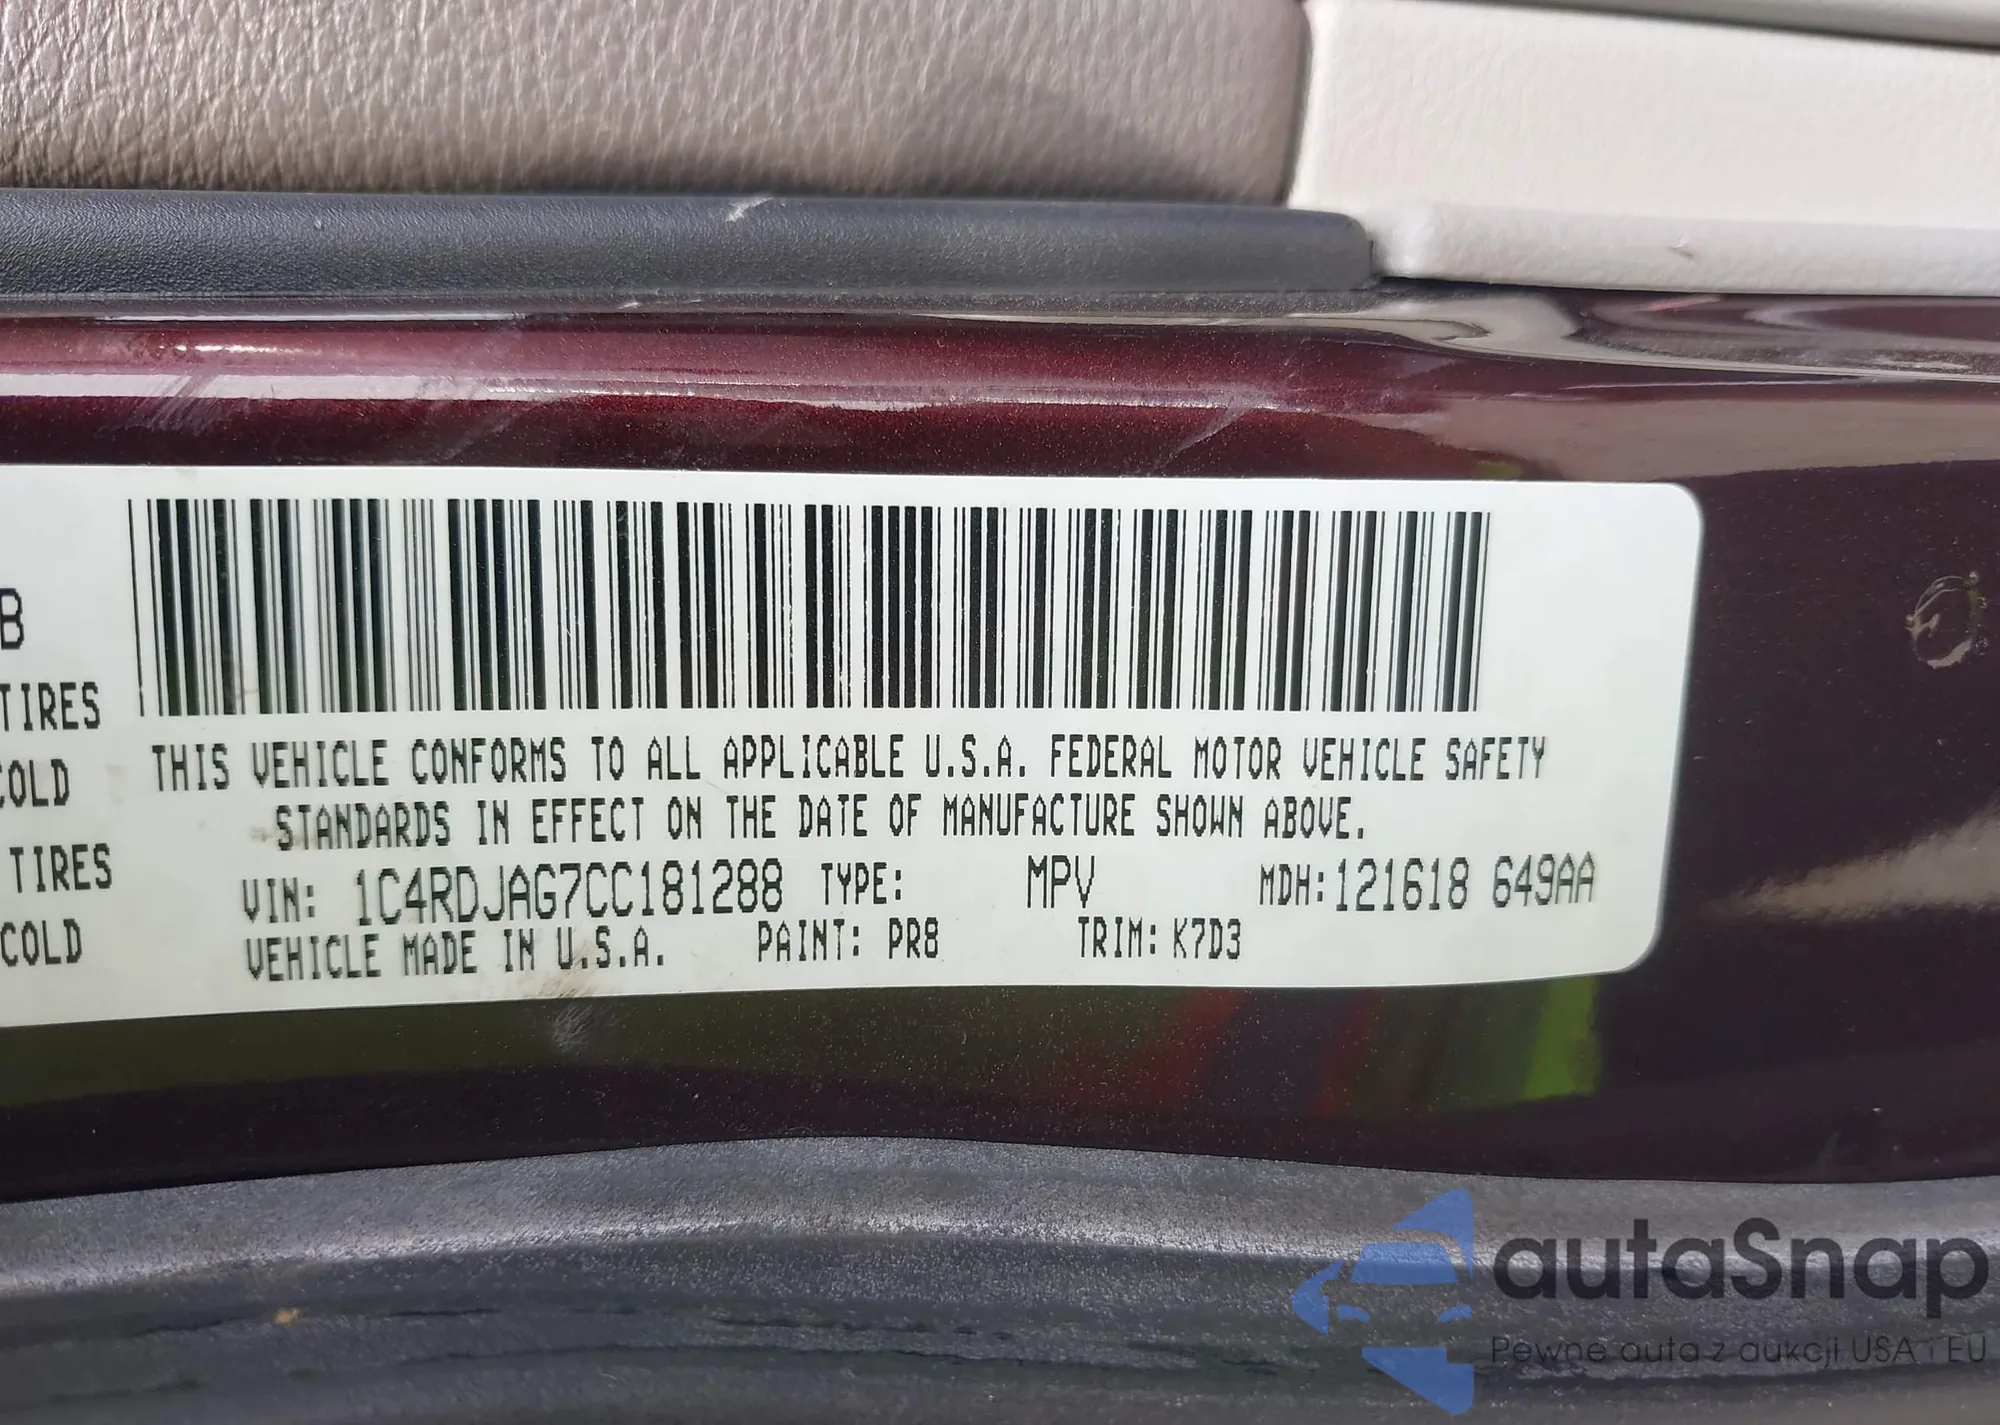 B
TIRES
COLD
TIRES
COLD
THIS VEHICLE CONFORMS TO ALL APPLICABLE U.S.A. FEDERAL MOTOR VEHICLE SAFETY
STANDARDS IN EFFECT ON THE DATE OF MANUFACTURE SHOWN ABOVE.
VIN: 1C4RDJAG7CC181288 TYPE: MPV MDH:121618 649AA
VEHICLE MADE IN U.S.A. PAINT: PR8 TRIM: K7D3
autaSnap
Pewne auta z aukcji USA i EU